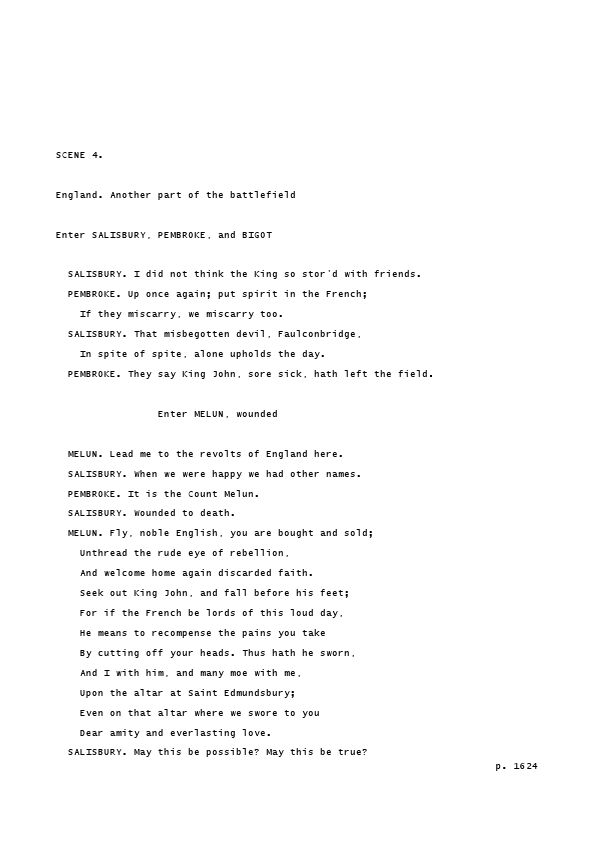 SCENE 4.
England. Another part of the battlefield
Enter SALISBURY, PEMBROKE, and BIGOT
SALISBURY. I did not think the King so stor'd with friends.
PEMBROKE. Up once again; put spirit in the French;
If they miscarry, we miscarry too.
SALISBURY. That misbegotten devil, Faulconbridge,
In spite of spite, alone upholds the day.
PEMBROKE. They say King John, sore sick, hath left the field.
Enter MELUN, wounded
MELUN. Lead me to the revolts of England here.
SALISBURY. When we were happy we had other names.
PEMBROKE. It is the Count Melun.
SALISBURY. Wounded to death.
MELUN. Fly, noble English, you are bought and sold;
Unthread the rude eye of rebellion,
And welcome home again discarded faith.
Seek out King John, and fall before his feet;
For if the French be lords of this loud day,
He means to recompense the pains you take
By cutting off your heads. Thus hath he sworn,
And I with him, and many moe with me,
Upon the altar at Saint Edmundsbury;
Even on that altar where we swore to you
Dear amity and everlasting love.
SALISBURY. May this be possible? May this be true?
p. 1624